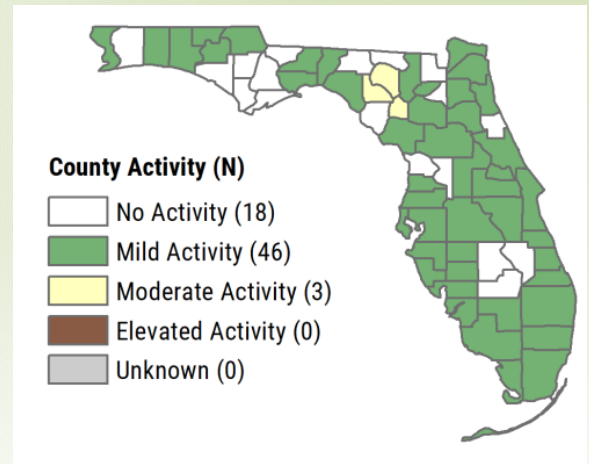 County Activity (N)
No Activity (18)
Mild Activity (46)
Moderate Activity (3)
Elevated Activity (0)
Unknown (0)